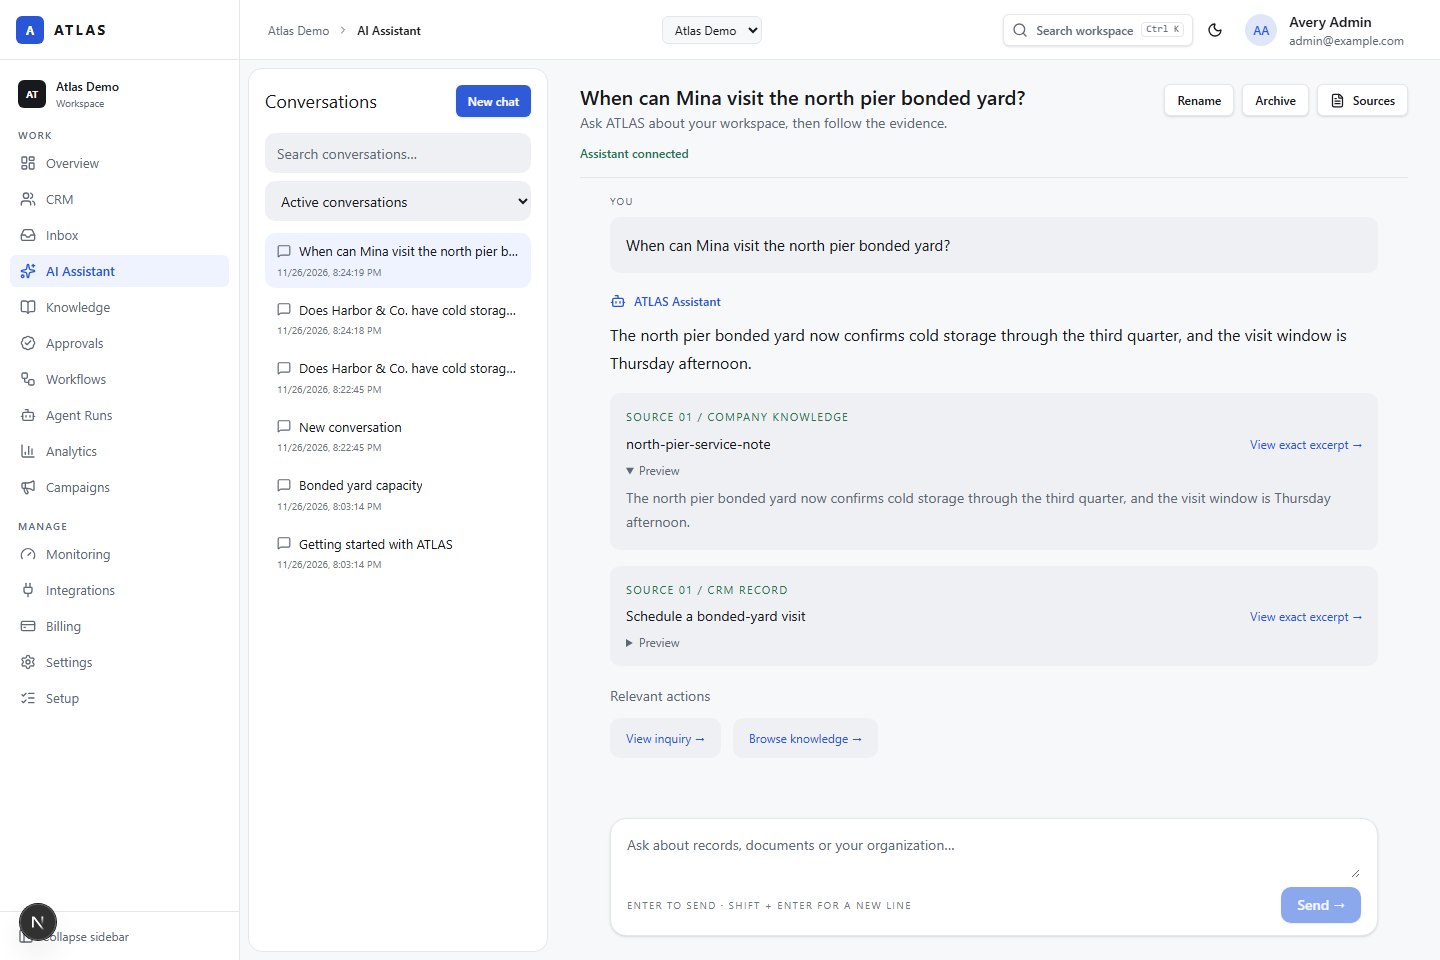 A ATLAS
Atlas Demo > AI Assistant
Atlas Demo
Search workspace Ctrl K
AA
Avery Admin
admin@example.com
AT
Atlas Demo
Workspace
WORK
Overview
CRM
Inbox
AI Assistant
Knowledge
Approvals
Workflows
Agent Runs
Analytics
Campaigns
MANAGE
Monitoring
Integrations
Billing
Settings
Setup
N
ollapse sidebar
Conversations
New chat
Search conversations...
Active conversations
When can Mina visit the north pier b...
11/26/2026, 8:24:19 PM
Does Harbor & Co. have cold storag...
11/26/2026, 8:24:18 PM
Does Harbor & Co. have cold storag...
11/26/2026, 8:22:45 PM
New conversation
11/26/2026, 8:22:45 PM
Bonded yard capacity
11/26/2026, 8:03:14 PM
Getting started with ATLAS
11/26/2026, 8:03:14 PM
When can Mina visit the north pier bonded yard?
Rename Archive Sources
Ask ATLAS about your workspace, then follow the evidence.
Assistant connected
YOU
When can Mina visit the north pier bonded yard?
ATLAS Assistant
The north pier bonded yard now confirms cold storage through the third quarter, and the visit window is
Thursday afternoon.
SOURCE 01 / COMPANY KNOWLEDGE
north-pier-service-note
View exact excerpt →
▼ Preview
The north pier bonded yard now confirms cold storage through the third quarter, and the visit window is Thursday
afternoon.
SOURCE 01 / CRM RECORD
Schedule a bonded-yard visit
View exact excerpt →
▶ Preview
Relevant actions
View inquiry → Browse knowledge →
Ask about records, documents or your organization...
ENTER TO SEND · SHIFT + ENTER FOR A NEW LINE
Send →